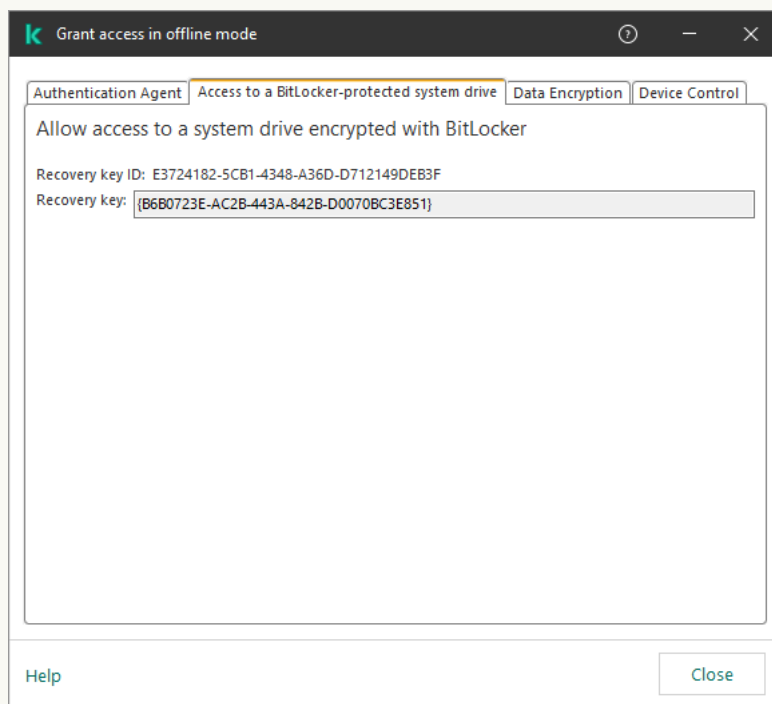 Grant access in offline mode
Authentication Agent Access to a BitLocker-protected system drive Data Encryption Device Control
Allow access to a system drive encrypted with BitLocker
Recovery key ID: E3724182-5CB1-4348-A36D-D712149DEB3F
Recovery key: {B6B0723E-AC2B-443A-842B-D0070BC3E851}
Help Close